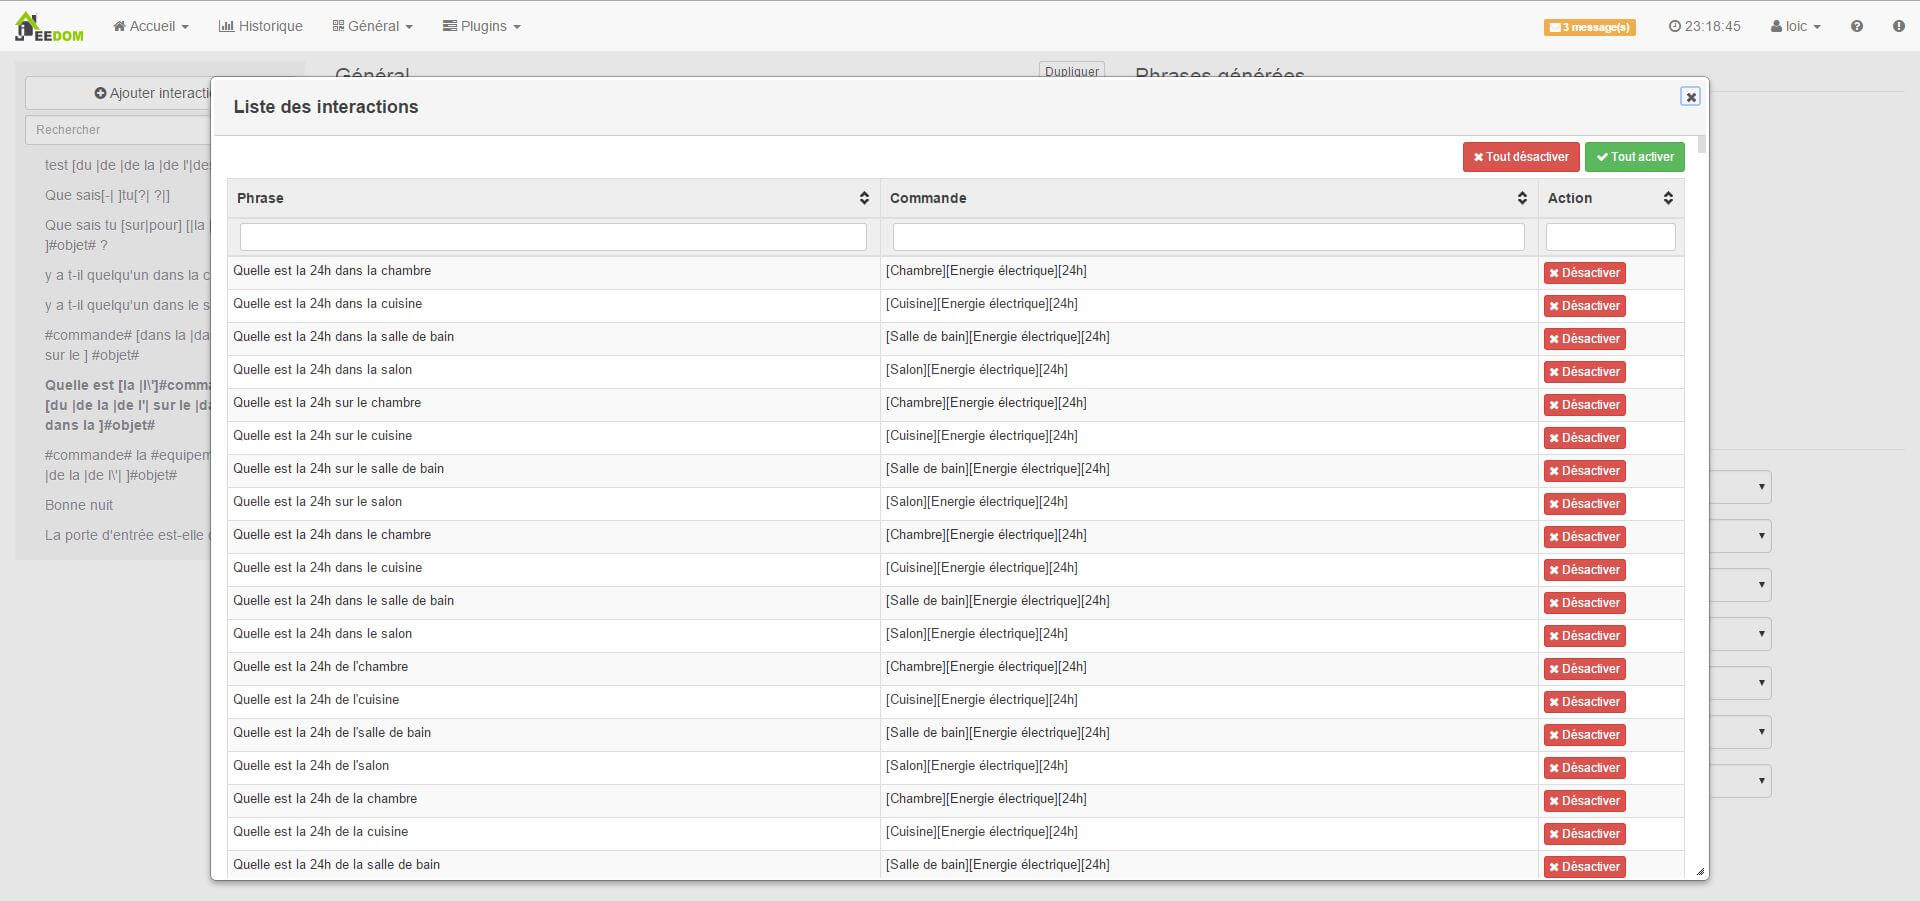 JEEDOM
Accueil
Historique
Général
Plugins
3 message(s)
23:18:45
loic
Général
Dupliquer
Phrases générées
Ajouter interacti
Rechercher
test [du |de |de la |de l'|des
Que sais[-| ]tu[?| ?|]
Que sais tu [sur|pour] [|la |
]#objet# ?
y a t-il quelqu'un dans la c
y a t-il quelqu'un dans le s
#commande# [dans la |da
sur le ] #objet#
Quelle est [la |l\']#comma
[du |de la |de l'| sur le |da
dans la ]#objet#
#commande# la #equipem
|de la |de l\'| ]#objet#
Bonne nuit
La porte d'entrée est-elle
Liste des interactions
Tout désactiver
Tout activer
Phrase
Commande
Action
Quelle est la 24h dans la chambre [Chambre][Energie électrique][24h] Désactiver
Quelle est la 24h dans la cuisine [Cuisine][Energie électrique][24h] Désactiver
Quelle est la 24h dans la salle de bain [Salle de bain][Energie électrique][24h] Désactiver
Quelle est la 24h dans la salon [Salon][Energie électrique][24h] Désactiver
Quelle est la 24h sur le chambre [Chambre][Energie électrique][24h] Désactiver
Quelle est la 24h sur le cuisine [Cuisine][Energie électrique][24h] Désactiver
Quelle est la 24h sur le salle de bain [Salle de bain][Energie électrique][24h] Désactiver
Quelle est la 24h sur le salon [Salon][Energie électrique][24h] Désactiver
Quelle est la 24h dans le chambre [Chambre][Energie électrique][24h] Désactiver
Quelle est la 24h dans le cuisine [Cuisine][Energie électrique][24h] Désactiver
Quelle est la 24h dans le salle de bain [Salle de bain][Energie électrique][24h] Désactiver
Quelle est la 24h dans le salon [Salon][Energie électrique][24h] Désactiver
Quelle est la 24h de l'chambre [Chambre][Energie électrique][24h] Désactiver
Quelle est la 24h de l'cuisine [Cuisine][Energie électrique][24h] Désactiver
Quelle est la 24h de l'salle de bain [Salle de bain][Energie électrique][24h] Désactiver
Quelle est la 24h de l'salon [Salon][Energie électrique][24h] Désactiver
Quelle est la 24h de la chambre [Chambre][Energie électrique][24h] Désactiver
Quelle est la 24h de la cuisine [Cuisine][Energie électrique][24h] Désactiver
Quelle est la 24h de la salle de bain [Salle de bain][Energie électrique][24h] Désactiver